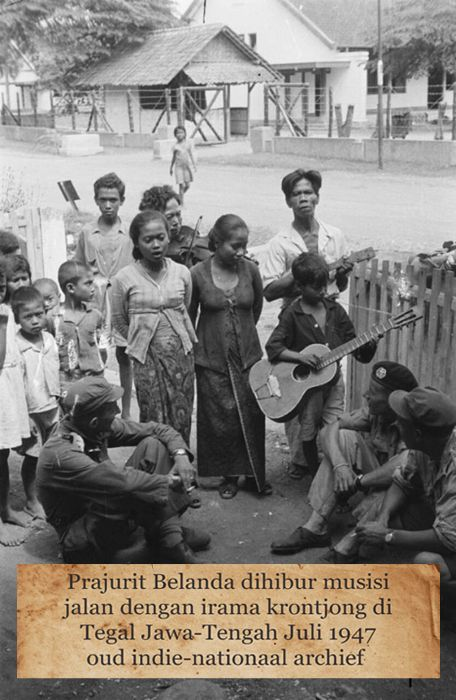 Prajurit Belanda dihibur musisi
jalan dengan irama krontjong di
Tegal Jawa-Tengah Juli 1947
oud indie-nationaal archief